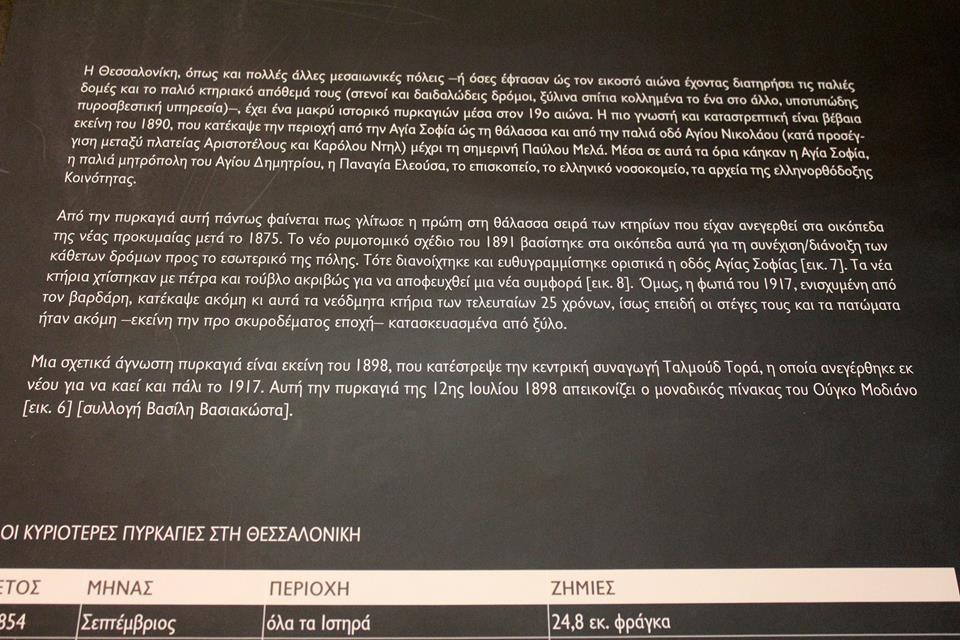 Η Θεσσαλονίκη, όπως και πολλές άλλες μεσαιωνικές πόλεις –ή όσες έφτασαν ώς τον εικοστό αιώνα έχοντας διατηρήσει τις παλιές
δομές και το παλιό κτηριακό απόθεμά τους (στενοί και δαιδαλώδεις δρόμοι, ξύλινα σπίτια κολλημένα το ένα στο άλλο, υποτυπώδης
πυροσβεστική υπηρεσία)–, έχει ένα μακρύ ιστορικό πυρκαγιών μέσα στον 19ο αιώνα. Η πιο γνωστή και καταστρεπτική είναι βέβαια
εκείνη του 1890, που κατέκαψε την περιοχή από την Αγία Σοφία ώς τη θάλασσα και από την παλιά οδό Αγίου Νικολάου (κατά προσέγ-
γιση μεταξύ πλατείας Αριστοτέλους και Καρόλου Ντηλ) μέχρι τη σημερινή Παύλου Μελά. Μέσα σε αυτά τα όρια κάηκαν η Αγία Σοφία,
η παλιά μητρόπολη του Αγίου Δημητρίου, η Παναγία Ελεούσα, το επισκοπείο, το ελληνικό νοσοκομείο, τα αρχεία της ελληνορθόδοξης
Κοινότητας.
Από την πυρκαγιά αυτή πάντως φαίνεται πως γλίτωσε η πρώτη στη θάλασσα σειρά των κτηρίων που είχαν ανεγερθεί στα οικόπεδα
της νέας προκυμαίας μετά το 1875. Το νέο ρυμοτομικό σχέδιο του 1891 βασίστηκε στα οικόπεδα αυτά για τη συνέχιση/διάνοιξη των
κάθετων δρόμων προς το εσωτερικό της πόλης. Τότε διανοίχτηκε και ευθυγραμμίστηκε οριστικά η οδός Αγίας Σοφίας [εικ. 7]. Τα νέα
κτήρια χτίστηκαν με πέτρα και τούβλο ακριβώς για να αποφευχθεί μια νέα συμφορά [εικ. 8]. Όμως, η φωτιά του 1917, ενισχυμένη από
τον βαρδάρη, κατέκαψε ακόμη κι αυτά τα νεόδμητα κτήρια των τελευταίων 25 χρόνων, ίσως επειδή οι στέγες τους και τα πατώματα
ήταν ακόμη –εκείνη την προ σκυροδέματος εποχή– κατασκευασμένα από ξύλο.
Μια σχετικά άγνωστη πυρκαγιά είναι εκείνη του 1898, που κατέστρεψε την κεντρική συναγωγή Ταλμούδ Τορά, η οποία ανεγέρθηκε εκ
νέου για να καεί και πάλι το 1917. Αυτή την πυρκαγιά της 12ης Ιουλίου 1898 απεικονίζει ο μοναδικός πίνακας του Ούγκο Μοδιάνο
[εικ. 6] [συλλογή Βασίλη Βασιακώστα].
ΟΙ ΚΥΡΙΟΤΕΡΕΣ ΠΥΡΚΑΓΙΕΣ ΣΤΗ ΘΕΣΣΑΛΟΝΙΚΗ
ΕΤΟΣ ΜΗΝΑΣ ΠΕΡΙΟΧΗ ΖΗΜΙΕΣ
854 Σεπτέμβριος όλα τα Ιστηρά 24,8 εκ. φράγκα